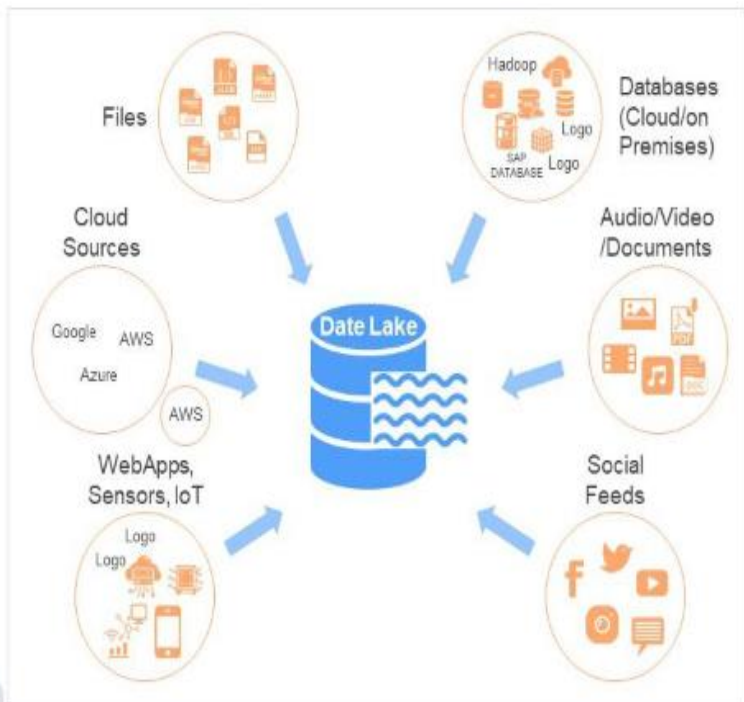 Files
Hadoop
Databases
(Cloud/on
Premises)
Logo
SAP
DATABASE
Logo
Cloud
Sources
Google
AWS
Azure
AWS
Date Lake
Audio/Video
/Documents
PDF
DOC
WebApps,
Sensors, IoT
Logo
Logo
Social
Feeds